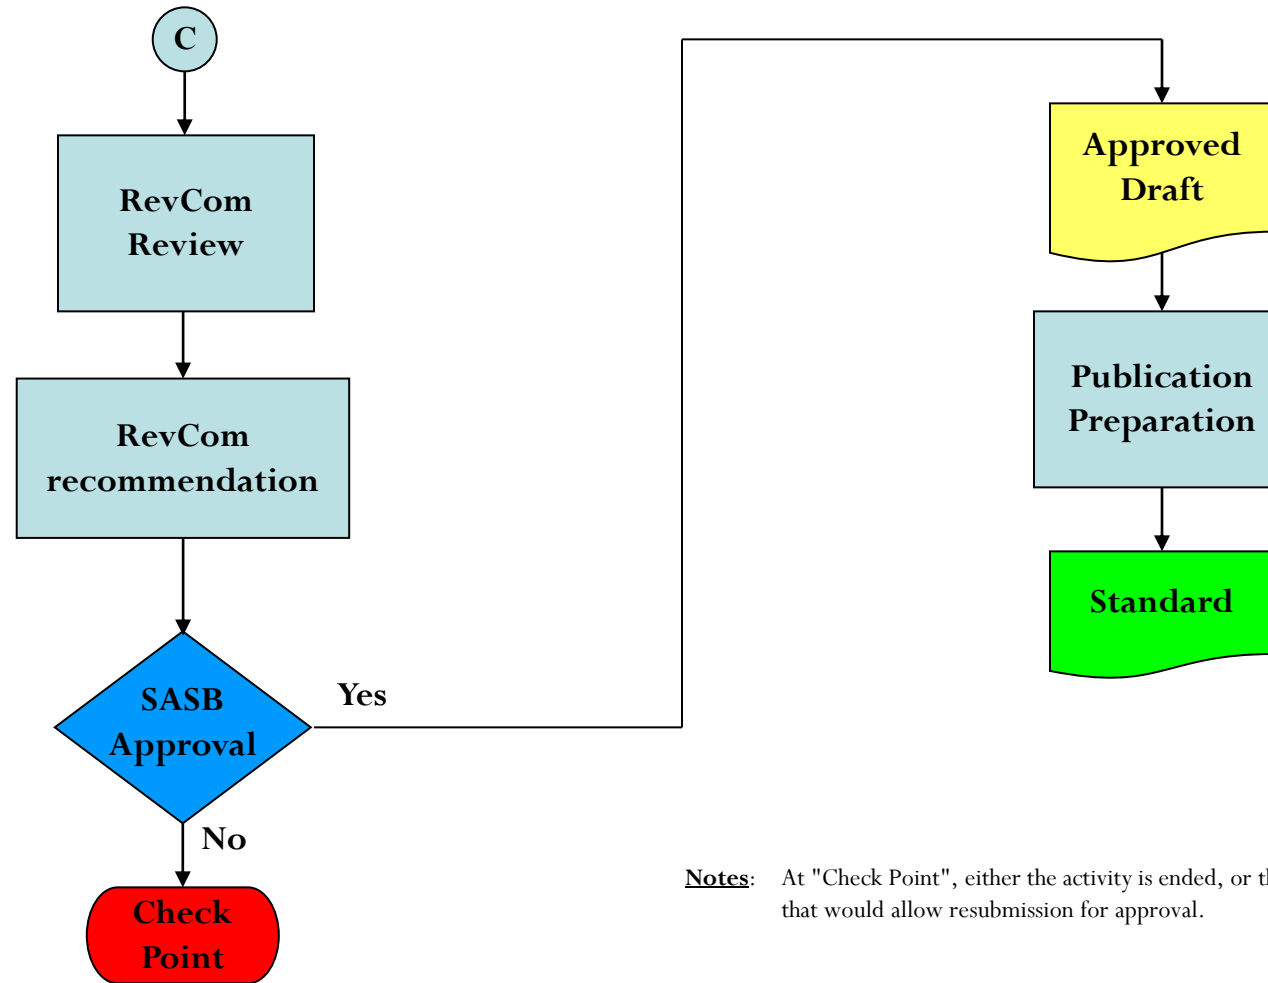 C
RevCom
Review
RevCom
recommendation
SASB
Approval
Yes
No
Check
Point
Approved
Draft
Publication
Preparation
Standard
Notes: At "Check Point", either the activity is ended, or
that would allow resubmission for approval.